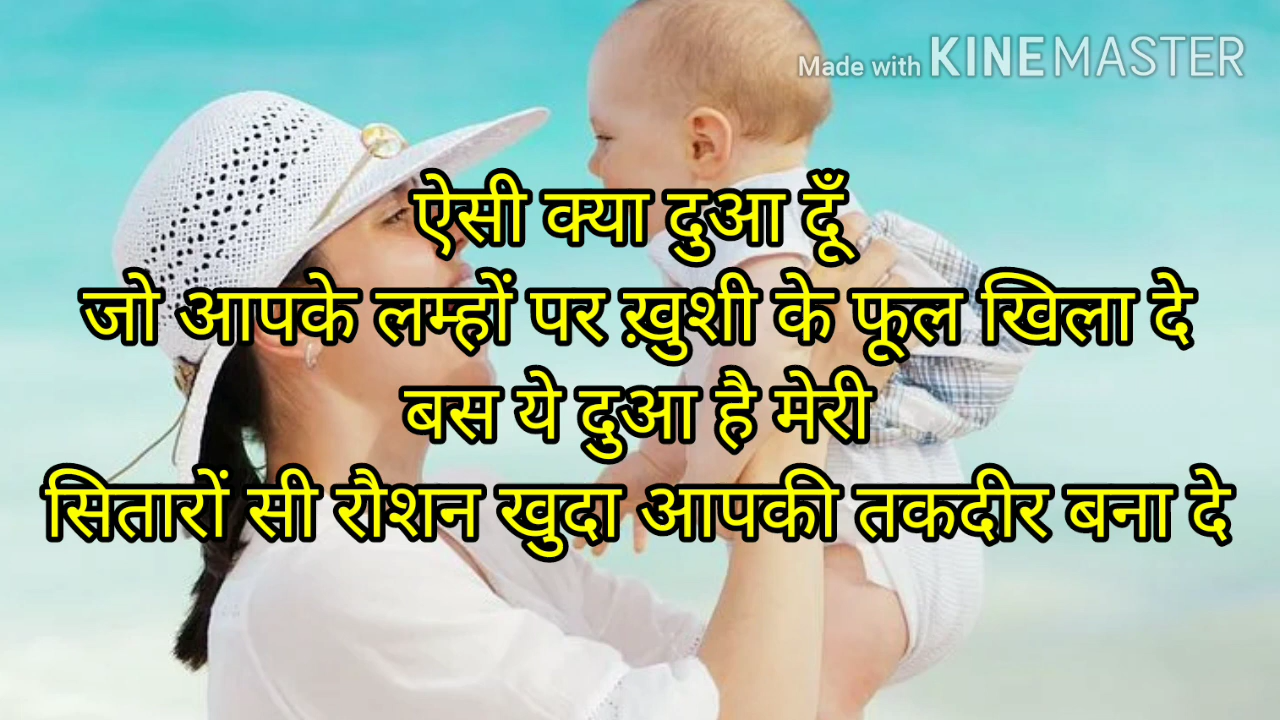 Made with KINEMASTER
ऐसी क्या दुआ दूँ
जो आपके लम्हों पर ख़ुशी के फूल खिला दे
बस ये दुआ है मेरी
सितारों सी रौशन खुदा आपकी तकदीर बना दे